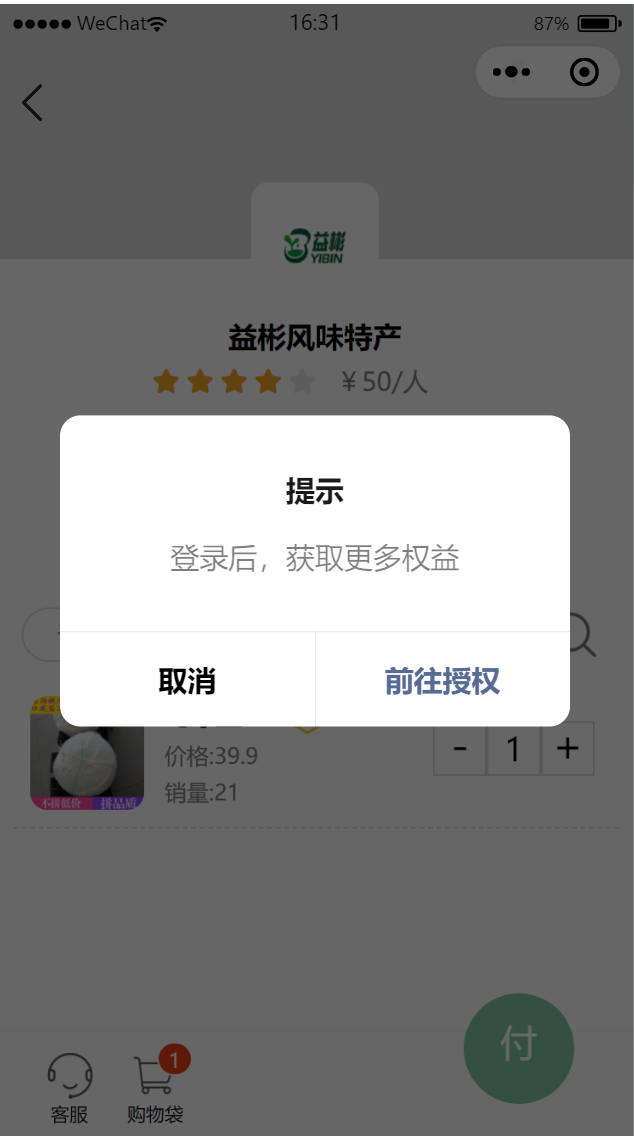 WeChat 16:31 87%
益彬
YIBIN
益彬风味特产
￥50/人
提示
登录后，获取更多权益
取消 前往授权
价格:39.9
- 1 +
销量:21
不拼低价 拼品质
付
1
客服 购物袋